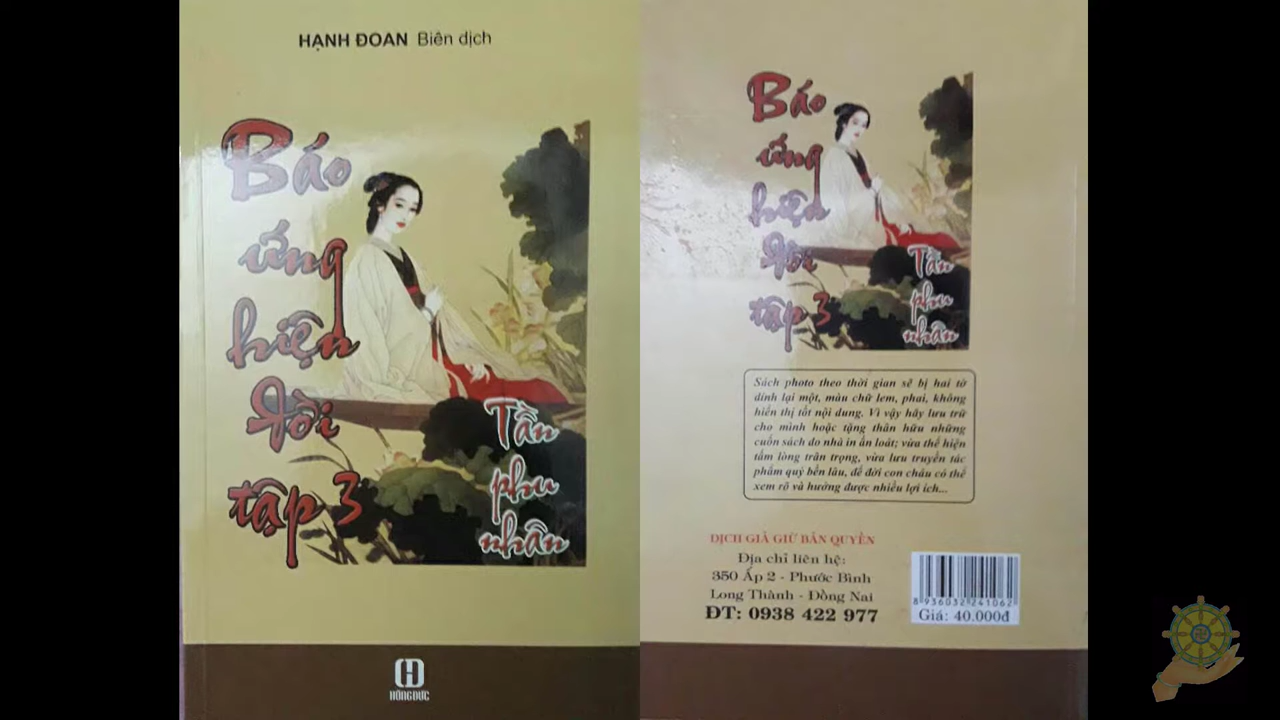 HẠNH ĐOAN Biên dịch
Báo
ứng
hiện
đời
tập 3
Tần
phu
nhân
HỒNG ĐỨC
Báo
ứng
hiện
đời
tập 3
Tần
phu
nhân
Sách photo theo thời gian sẽ bị hai tờ
dính lại một, màu chữ lem, phai, không
hiển thị tốt nội dung. Vì vậy hãy lưu trữ
cho mình hoặc tặng thân hữu những
cuốn sách do nhà in ấn loát; vừa thể hiện
tấm lòng trân trọng, vừa lưu truyền tác
phẩm quý bền lâu, để đời con cháu có thể
xem rõ và hưởng được nhiều lợi ích...
DỊCH GIẢ GIỮ BẢN QUYỀN
Địa chỉ liên hệ:
350 Ấp 2 - Phước Bình
Long Thành - Đồng Nai
ĐT: 0938 422 977
8 936032 241062
Giá: 40.000đ